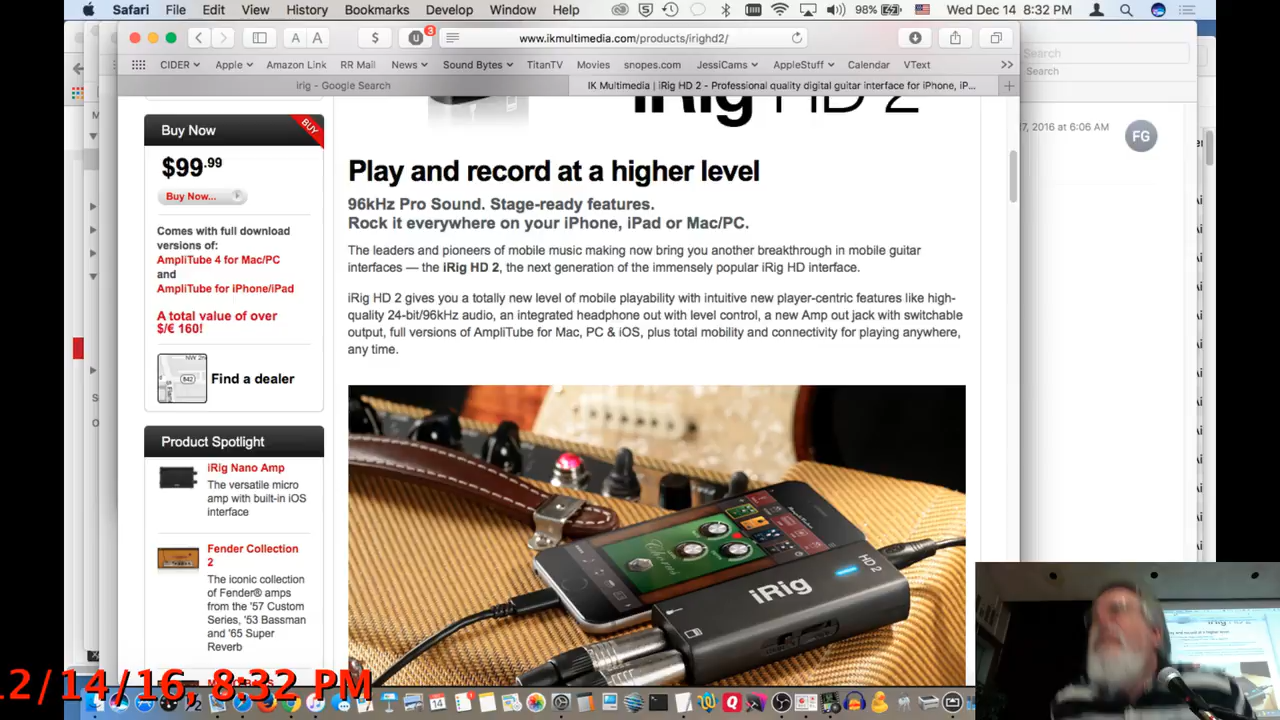 Safari File Edit View History Bookmarks Develop Window Help
98% Wed Dec 14 8:32 PM
A A $ 3 www.ikmultimedia.com/products/irighd2/
CIDER Apple Amazon Link News Sound Bytes TitanTV Movies snopes.com JessiCams AppleStuff Calendar VText
irig - Google Search
IK Multimedia | iRig HD 2 - Professional quality digital guitar interface for iPhone, iP...
Search
Search
2016 at 6:06 AM
FG
iRig HD 2
Buy Now
BUY
$99.99
Buy Now...
Comes with full download
versions of:
AmpliTube 4 for Mac/PC
and
AmpliTube for iPhone/iPad
A total value of over
$/€ 160!
Find a dealer
Product Spotlight
iRig Nano Amp
The versatile micro
amp with built-in iOS
interface
Fender Collection
2
The iconic collection
of Fender® amps
from the '57 Custom
Series, '53 Bassman
and '65 Super
Reverb
Play and record at a higher level
96kHz Pro Sound. Stage-ready features.
Rock it everywhere on your iPhone, iPad or Mac/PC.
The leaders and pioneers of mobile music making now bring you another breakthrough in mobile guitar
interfaces — the iRig HD 2, the next generation of the immensely popular iRig HD interface.
iRig HD 2 gives you a totally new level of mobile playability with intuitive new player-centric features like high-
quality 24-bit/96kHz audio, an integrated headphone out with level control, a new Amp out jack with switchable
output, full versions of AmpliTube for Mac, PC & iOS, plus total mobility and connectivity for playing anywhere,
any time.
iRig
HD 2
12/14/16, 8:32 PM